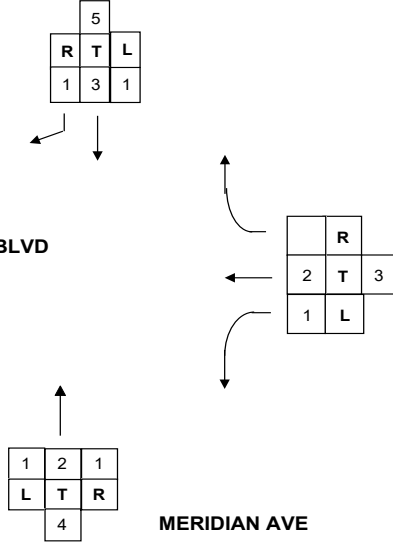 5
R T L
1 3 1
BLVD
R
2 T 3
1 L
1 2 1
L T R
4
MERIDIAN AVE